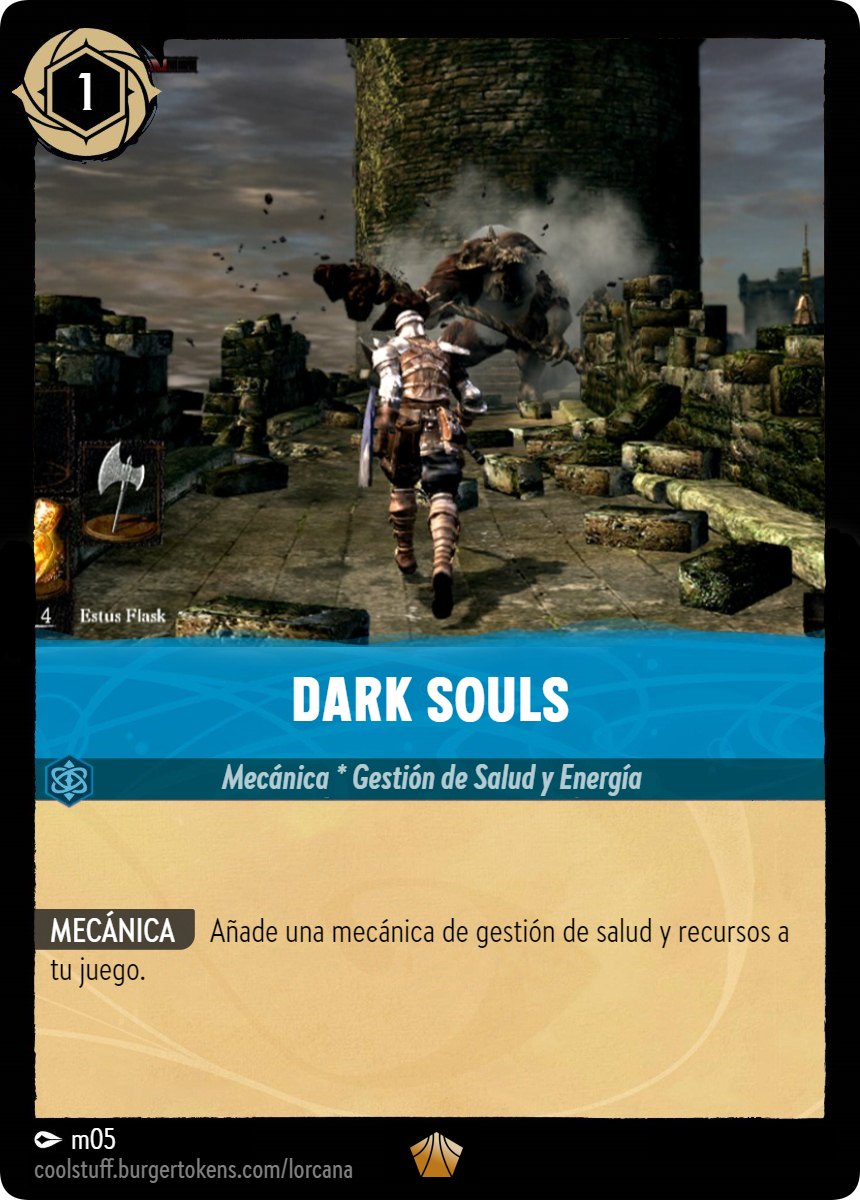 1
4 Estus Flask
DARK SOULS
Mecánica * Gestión de Salud y Energía
MECÁNICA Añade una mecánica de gestión de salud y recursos a
tu juego.
m05
coolstuff.burgertokens.com/lorcana